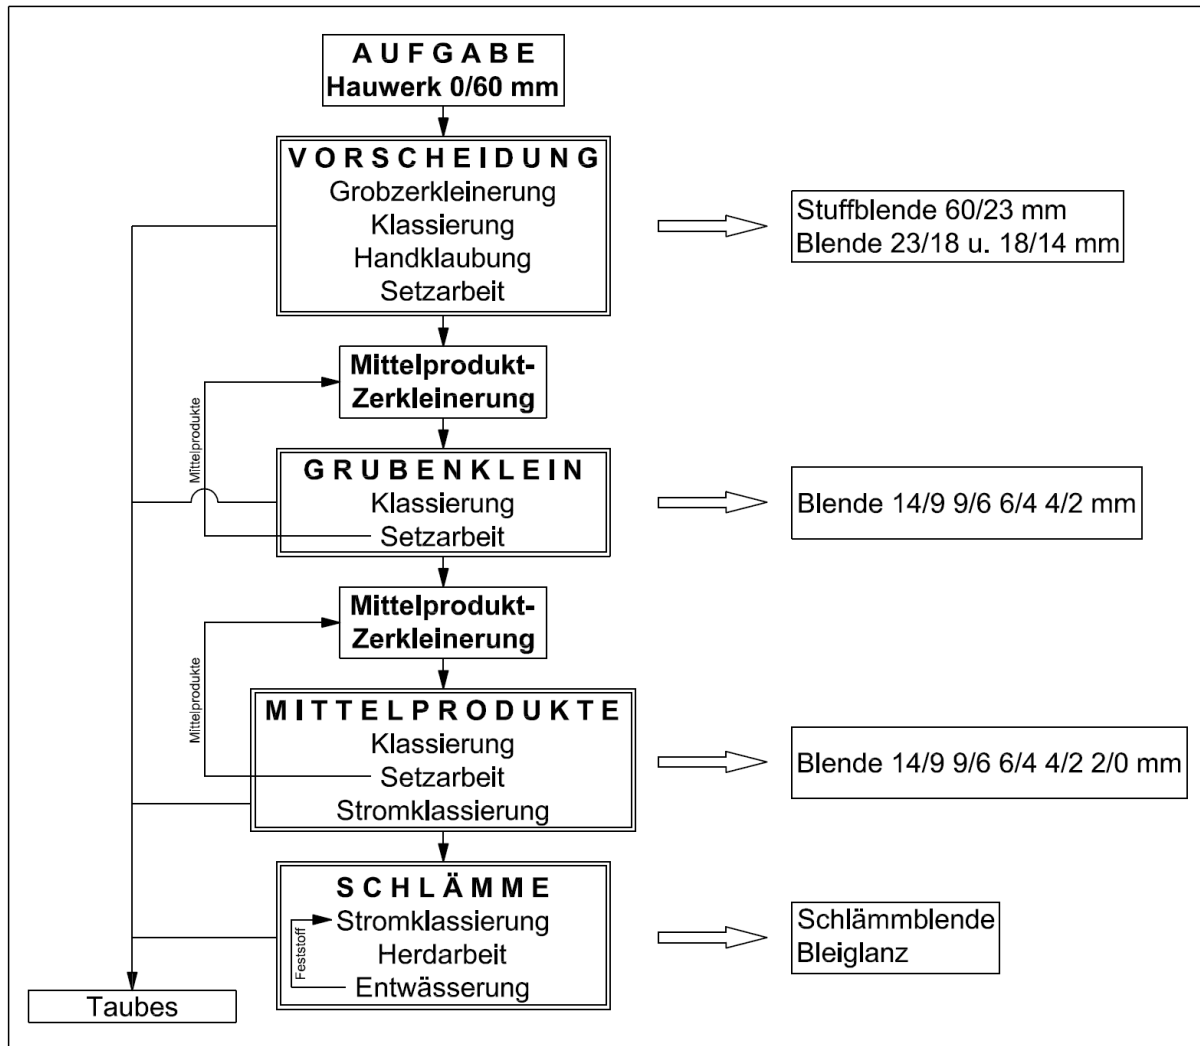 AUFGABE
Hauwerk 0/60 mm
VORSCHEIDUNG
Grobzerkleinerung
Klassierung
Handklaubung
Setzarbeit
Stuffblende 60/23 mm
Blende 23/18 u. 18/14 mm
Mittelprodukt-
Zerkleinerung
Mittelprodukte
GRUBENKLEIN
Klassierung
Setzarbeit
Blende 14/9 9/6 6/4 4/2 mm
Mittelprodukt-
Zerkleinerung
Mittelprodukte
MITTELPRODUKTE
Klassierung
Setzarbeit
Stromklassierung
Blende 14/9 9/6 6/4 4/2 2/0 mm
SCHLÄMME
Stromklassierung
Herdarbeit
Entwässerung
Feststoff
Schlämmblende
Bleiglanz
Taubes